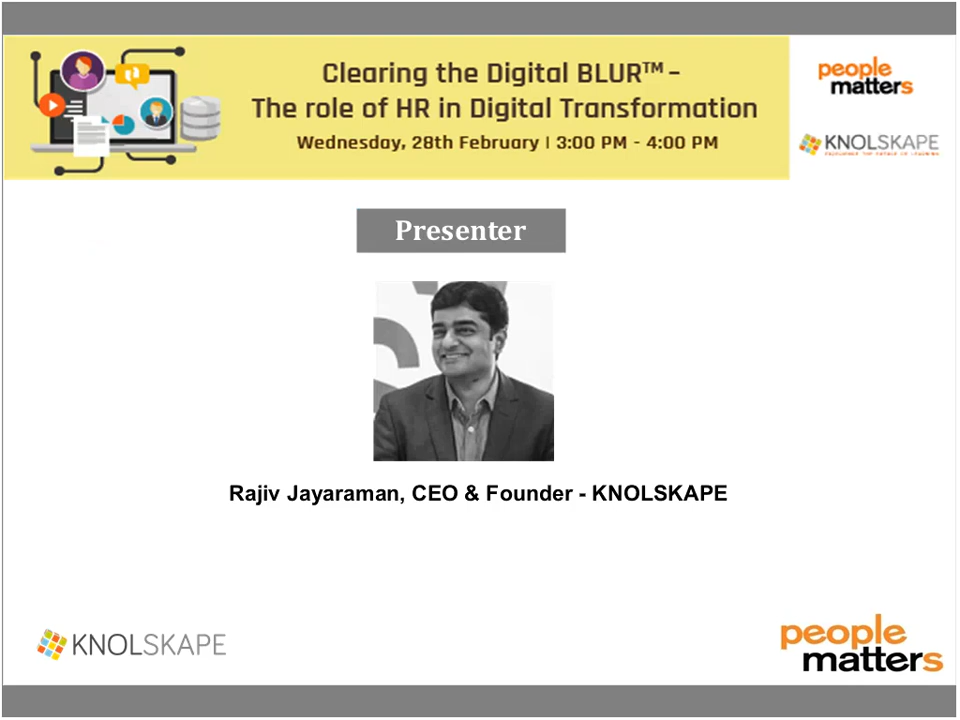 Clearing the Digital BLUR™ –
The role of HR in Digital Transformation
Wednesday, 28th February | 3:00 PM - 4:00 PM
people
matters
KNOLSKAPE
Presenter
Rajiv Jayaraman, CEO & Founder - KNOLSKAPE
KNOLSKAPE
people
matters